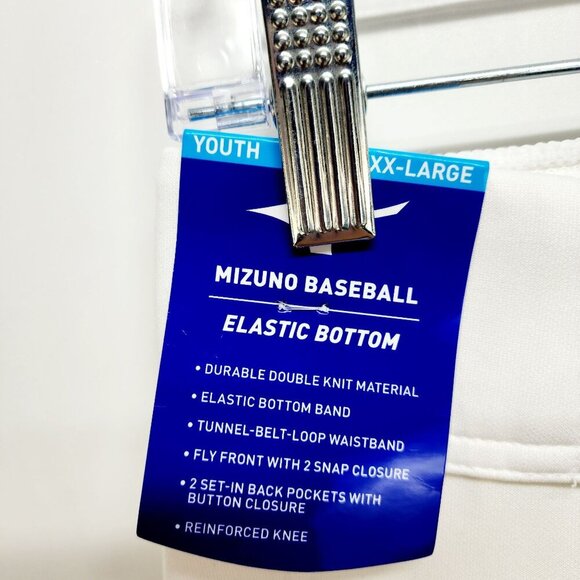 YOUTH XX-LARGE
MIZUNO BASEBALL
ELASTIC BOTTOM
• DURABLE DOUBLE KNIT MATERIAL
• ELASTIC BOTTOM BAND
• TUNNEL-BELT-LOOP WAISTBAND
• FLY FRONT WITH 2 SNAP CLOSURE
• 2 SET-IN BACK POCKETS WITH
BUTTON CLOSURE
• REINFORCED KNEE